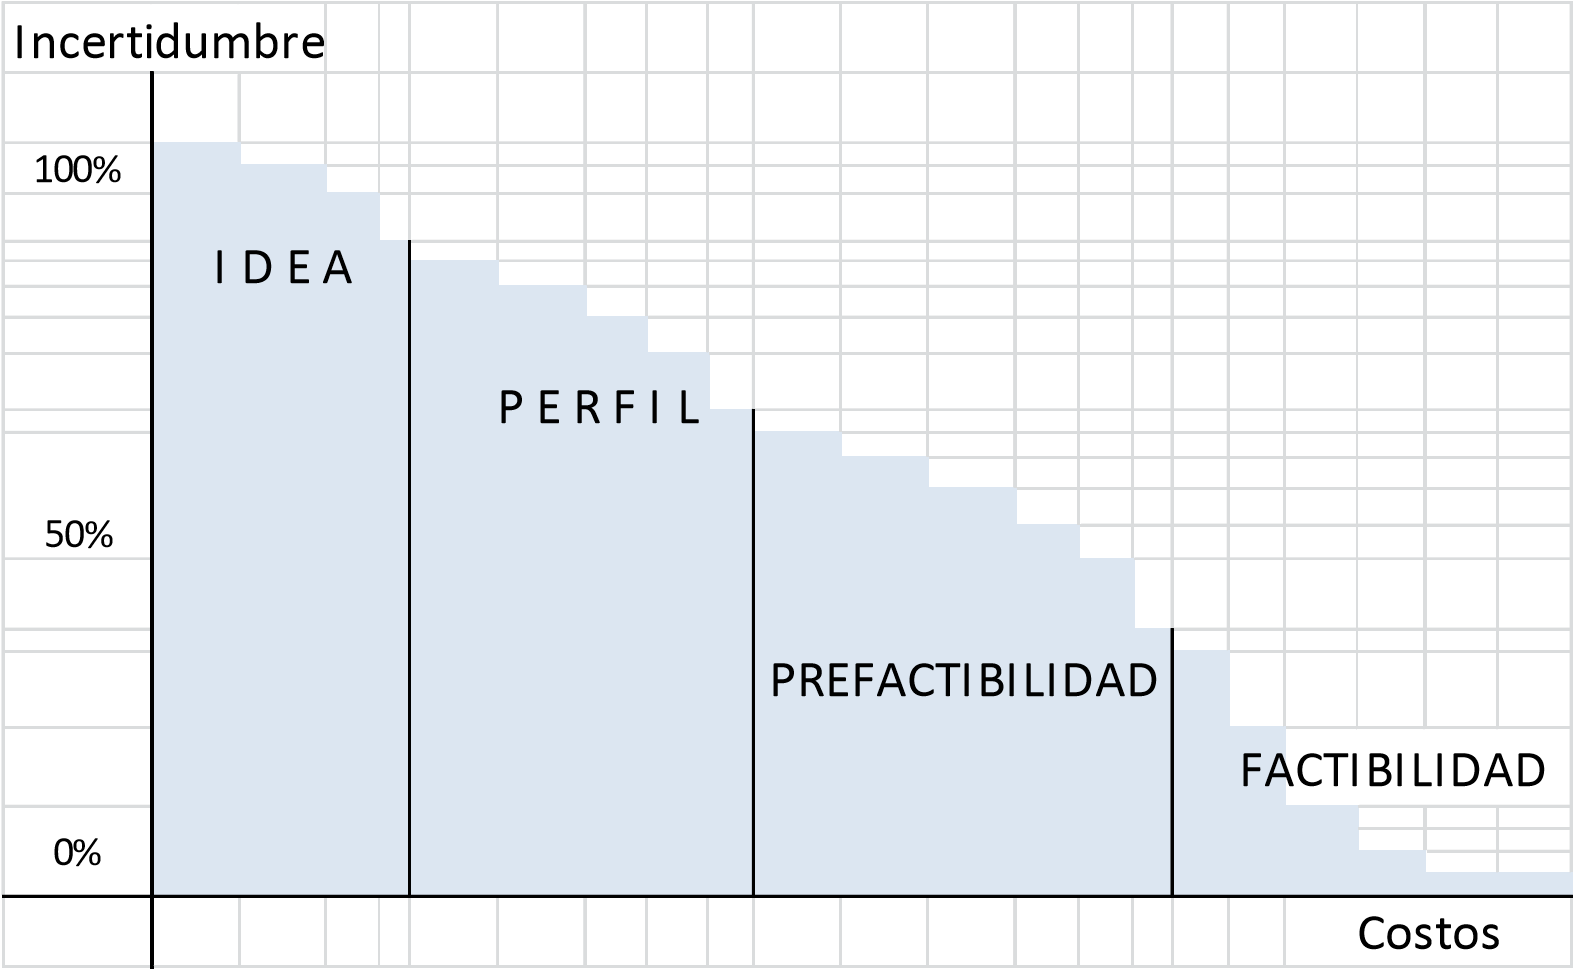 Incertidumbre
100%
I D E A
P E R F I L
50%
PREFACTIBILIDAD
FACTIBILIDAD
0%
Costos